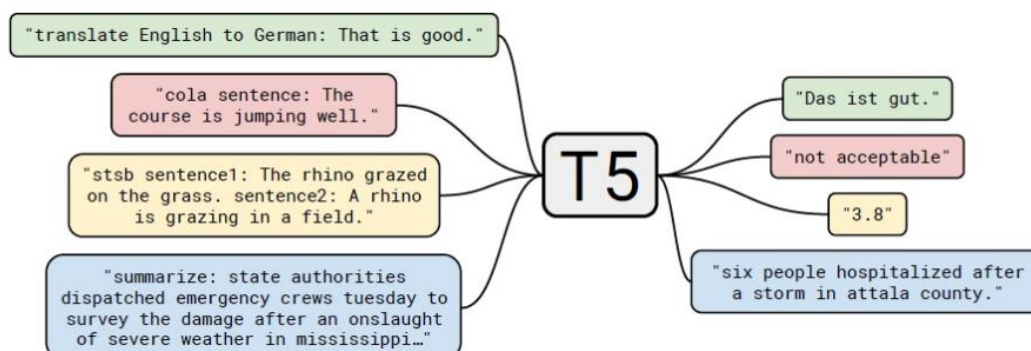 "translate English to German: That is good."
"cola sentence: The
course is jumping well."
"stsb sentence1: The rhino grazed
on the grass. sentence2: A rhino
is grazing in a field."
"summarize: state authorities
dispatched emergency crews tuesday to
survey the damage after an onslaught
of severe weather in mississippi…"
T5
"Das ist gut."
"not acceptable"
"3.8"
"six people hospitalized after
a storm in attala county."